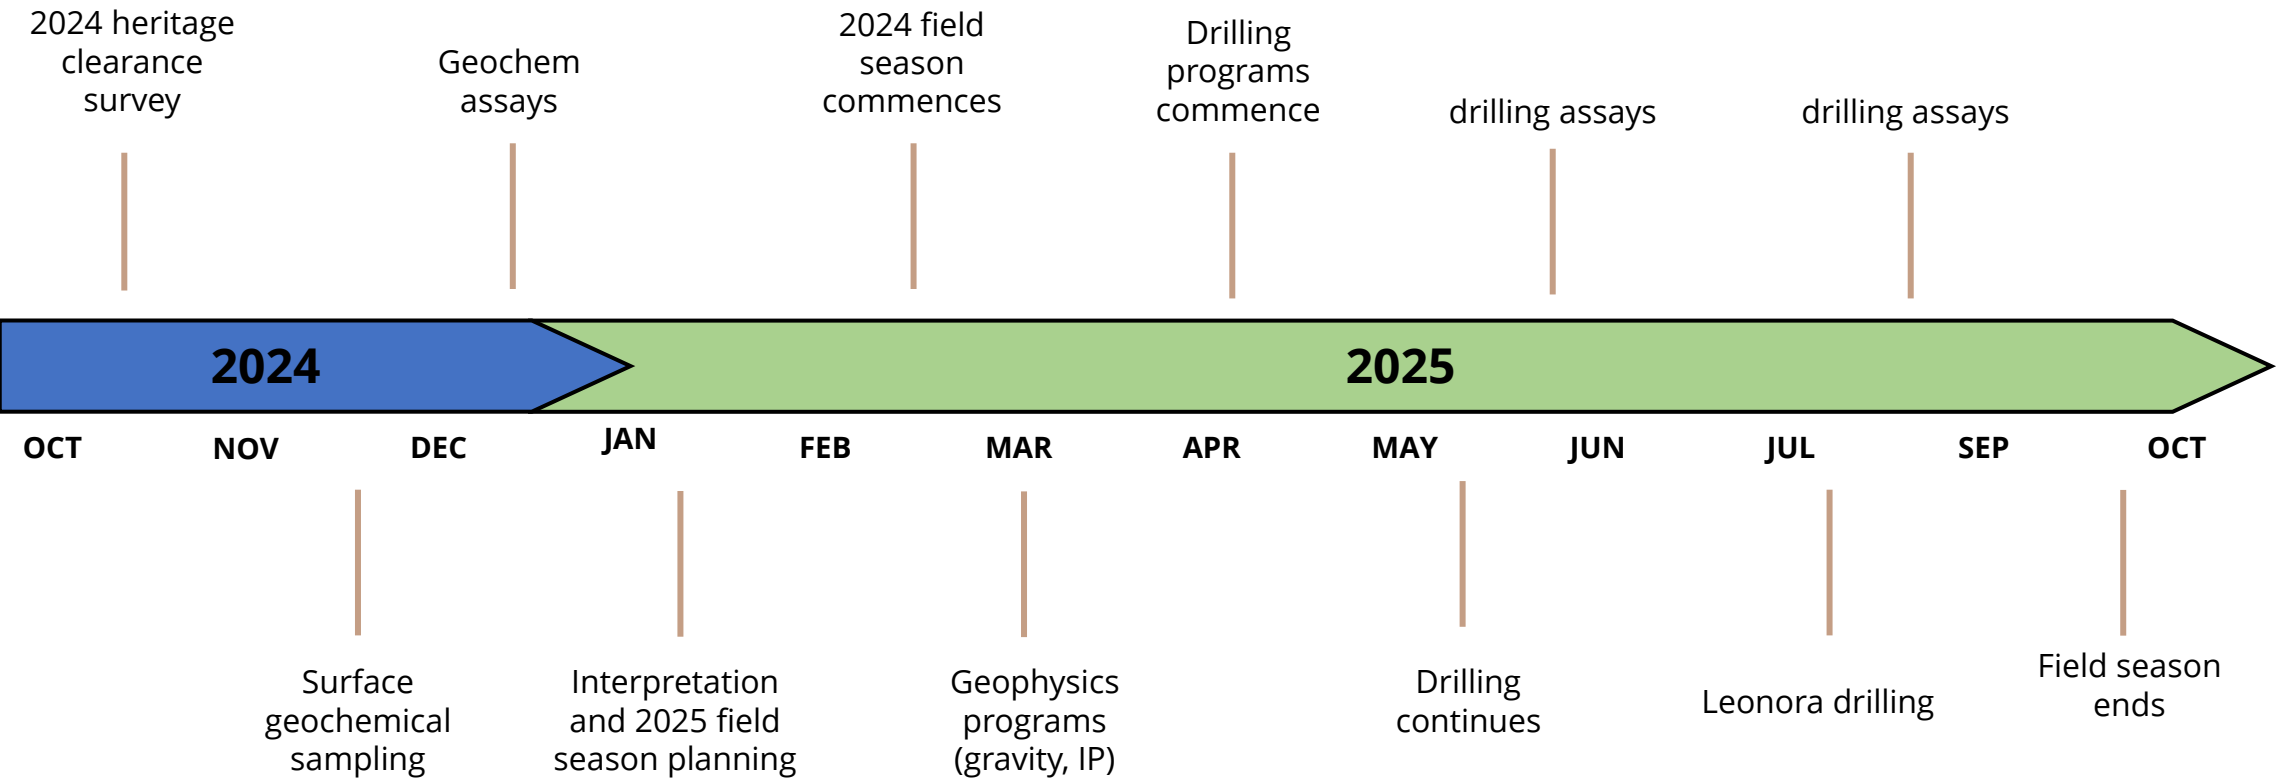 2024 heritage
clearance
survey
Geochem
assays
2024 field
season
commences
Drilling
programs
commence
drilling assays
drilling assays
2024
2025
OCT
NOV
DEC
JAN
FEB
MAR
APR
MAY
JUN
JUL
SEP
OCT
Surface
geochemical
sampling
Interpretation
and 2025 field
season planning
Geophysics
programs
(gravity, IP)
Drilling
continues
Leonora drilling
Field season
ends